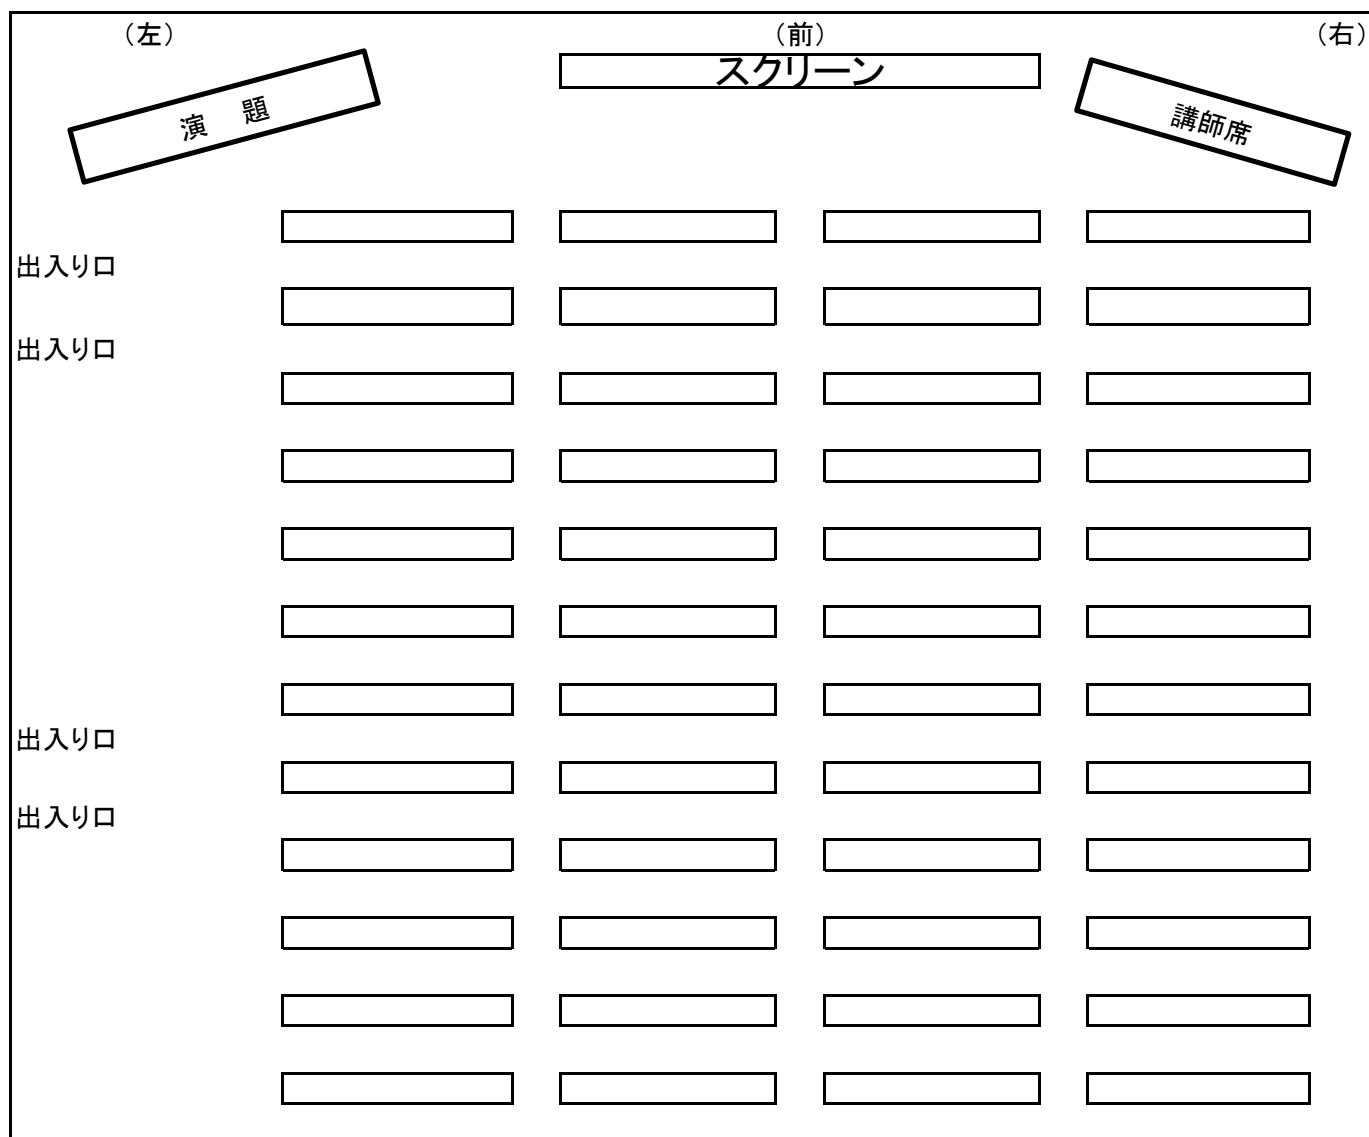 （左）
（前）
（右）
スクリーン
演　題
講師席
出入り口
出入り口
出入り口
出入り口